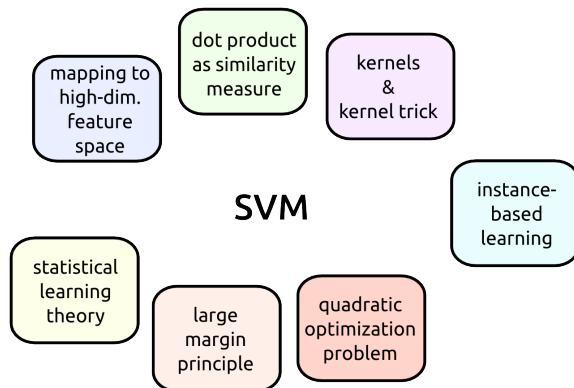 dot product
as similarity
measure
kernels
&
kernel trick
mapping to
high-dim.
feature
space
SVM
instance-
based
learning
statistical
learning
theory
large
margin
principle
quadratic
optimization
problem